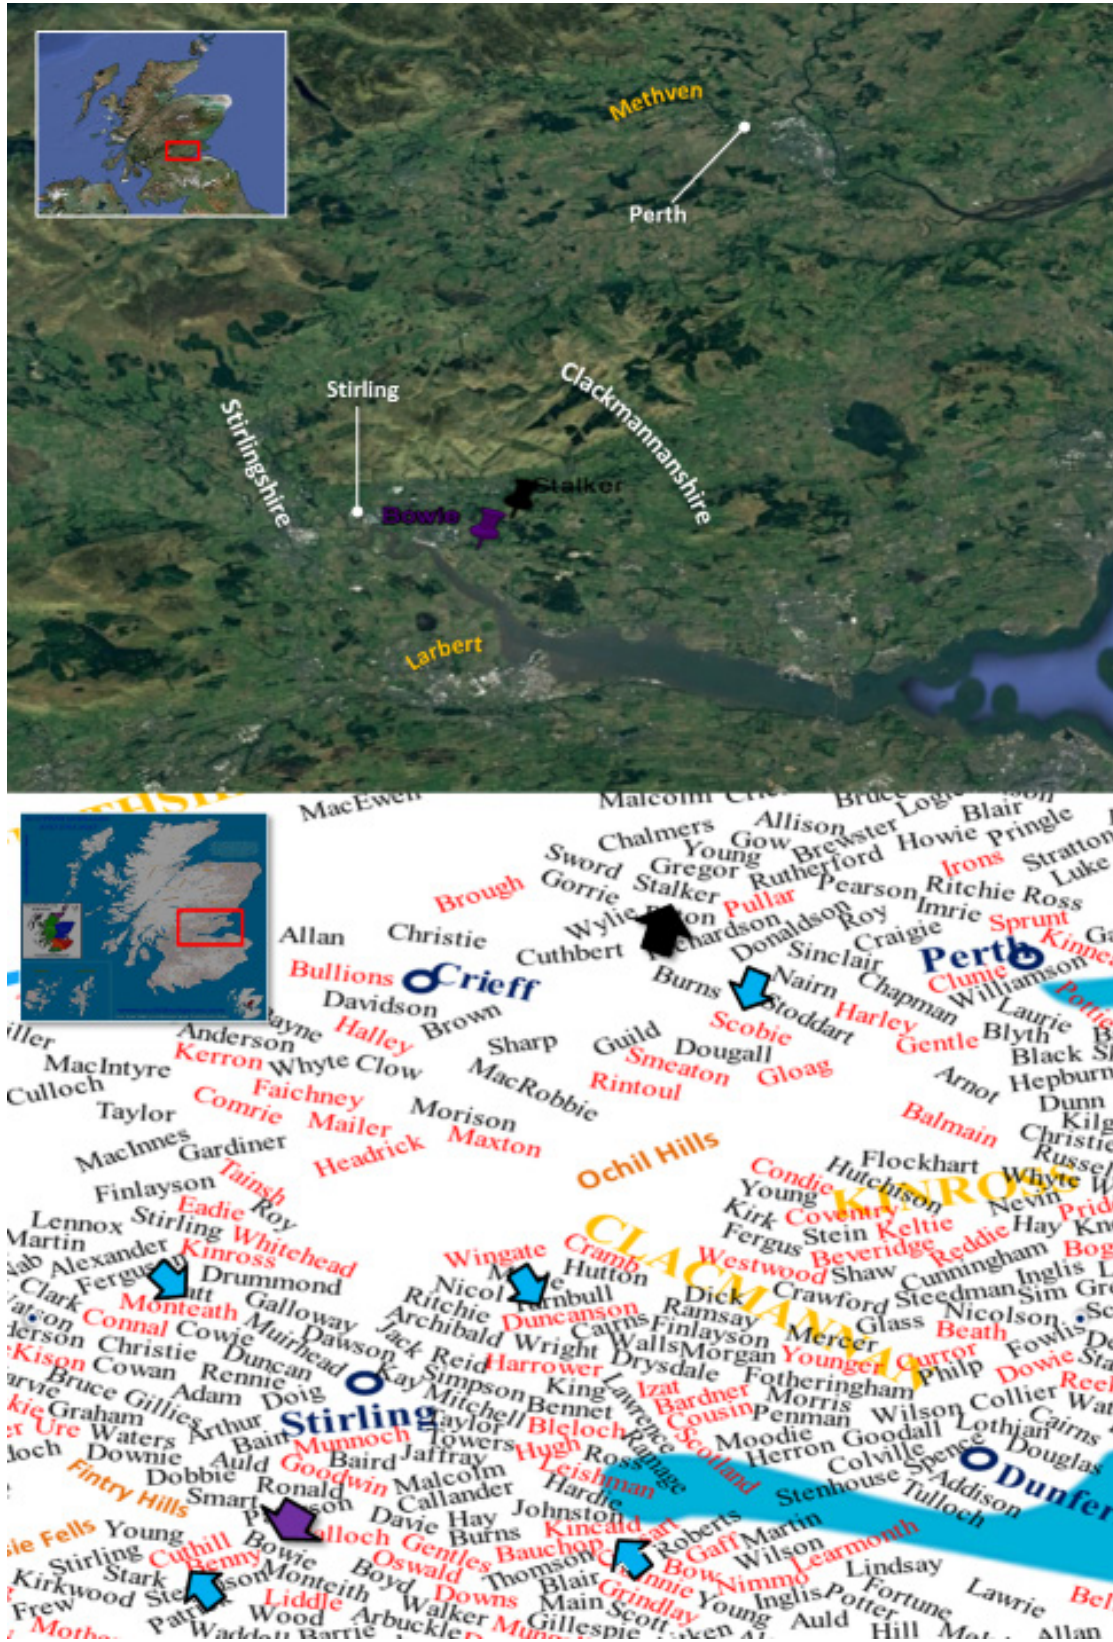 Methven
Perth
Stirling
Clackmannanshire
Stirlingshire
Stalker
Bowie
Larbert
MacEwen
Malcolm
Bruce
Logie
Blair
Chalmers
Allison
Brewster
Howie
Pringle
Young
Gow
Sword
Gregor
Rutherford
Irons
Stratton
Luke
Gorrie
Stalker
Pearson
Ritchie
Ross
Brough
Pullar
Wylie
Donaldson
Roy
Imrie
Sprunt
Allan
Christie
Cuthbert
Craigie
Perth
Sinclair
Clunie
Bullions
Crieff
Burns
Nairn
Chapman
Williamson
Davidson
Stoddart
Harley
Laurie
Halley
Brown
Scobie
Anderson
Sharp
Guild
Dougall
Gentle
Blyth
Kerron
Whyte
Clow
Smeaton
Gloag
Black
MacIntyre
MacRobbie
Rintoul
Arnot
Hepburn
Culloch
Faichney
Dunn
Taylor
Comrie
Mailer
Morison
Balmain
MacInnes
Gardiner
Headrick
Maxton
Christie
Ochil Hills
Flockhart
Russel
Tainsh
Condie
Hutchison
KINROSS
Whyte
Finlayson
Young
Nevin
Eadie
Roy
Coventry
Lennox
Stirling
Whitehead
Kirk
Stein
Keltie
Hay
Martin
Kinross
Wingate
Cramb
CLACMANNAN
Fergus
Beveridge
Reddie
Alexander
Westwood
Shaw
Cunningham
Drummond
Nicol
Hutton
Inglis
Clark
Monteath
Galloway
Ritchie
Dick
Crawford
Steedman
Sim
Connal
Cowie
Muirhead
Archibald
Duncanson
Ramsay
Glass
Nicolson
Christie
Dawson
Cairns
Finlayson
Mercer
Beath
Duncan
Jack
Wright
Walls
Morgan
Younger
Curror
Fowlis
Cowan
Rennie
Reid
Harrower
Drysdale
Fotheringham
Philp
Dowie
Bruce
Gillies
Adam
Doig
Kay
Simpson
King
Izat
Bardner
Morris
Collier
Graham
Arthur
Stirling
Mitchell
Bennet
Lawrence
Cousin
Penman
Wilson
Lothian
Cairns
Ure
Waters
Bain
Munnoch
Taylor
Bleloch
Moodie
Goodall
Douglas
Downie
Auld
Baird
Jaffray
Towers
Hugh
Ross
Ramage
Scotland
Herron
Colville
Spence
Dobbie
Goodwin
Leishman
Stenhouse
Addison
Fintry Hills
Smart
Ronald
Malcolm
Hardie
Tulloch
Callander
Johnston
Young
Davie
Hay
Kincaid
Roberts
Martin
Stirling
Cuthill
Bowie
Gentles
Burns
Bauchop
Gaff
Wilson
Learmonth
Stark
Benny
Oswald
Thomson
Bow
Nimmo
Lindsay
Kirkwood
Monteith
Boyd
Downs
Blair
Grindlay
Young
Inglis
Potter
Fortune
Lawrie
Frew
Liddle
Walker
Main
Scott
Auld
Wood
Arbuckle
Gillespie
Hill
Allan
Barrie